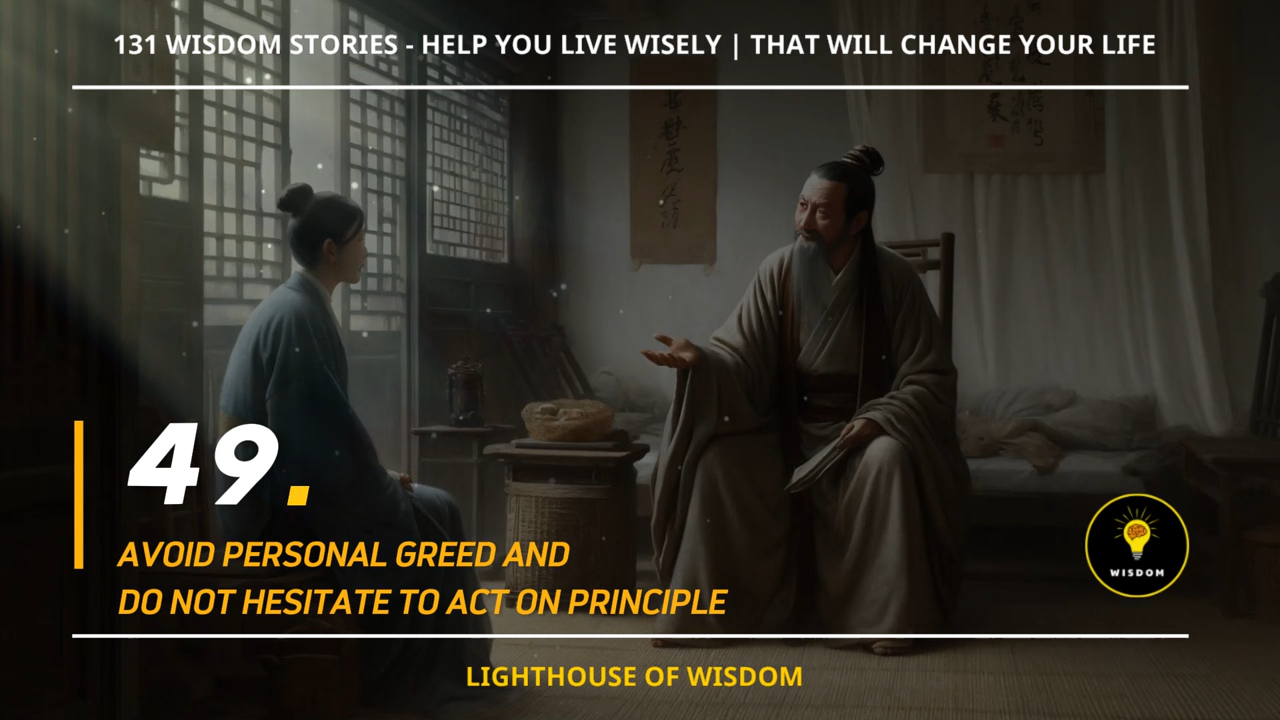 131 WISDOM STORIES - HELP YOU LIVE WISELY | THAT WILL CHANGE YOUR LIFE
49.
AVOID PERSONAL GREED AND
DO NOT HESITATE TO ACT ON PRINCIPLE
WISDOM
LIGHTHOUSE OF WISDOM